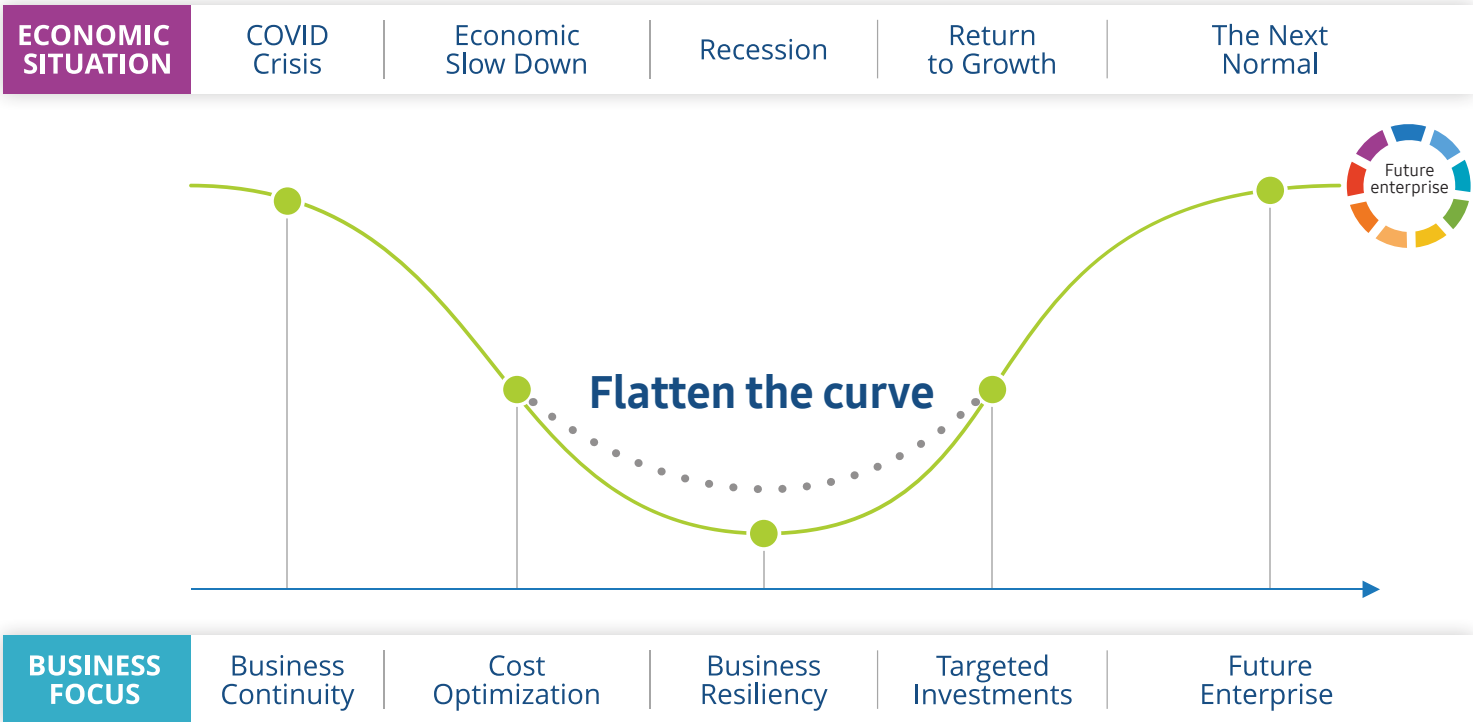 ECONOMIC
SITUATION
COVID
Crisis
Economic
Slow Down
Recession
Return
to Growth
The Next
Normal
Future
enterprise
Flatten the curve
BUSINESS
FOCUS
Business
Continuity
Cost
Optimization
Business
Resiliency
Targeted
Investments
Future
Enterprise